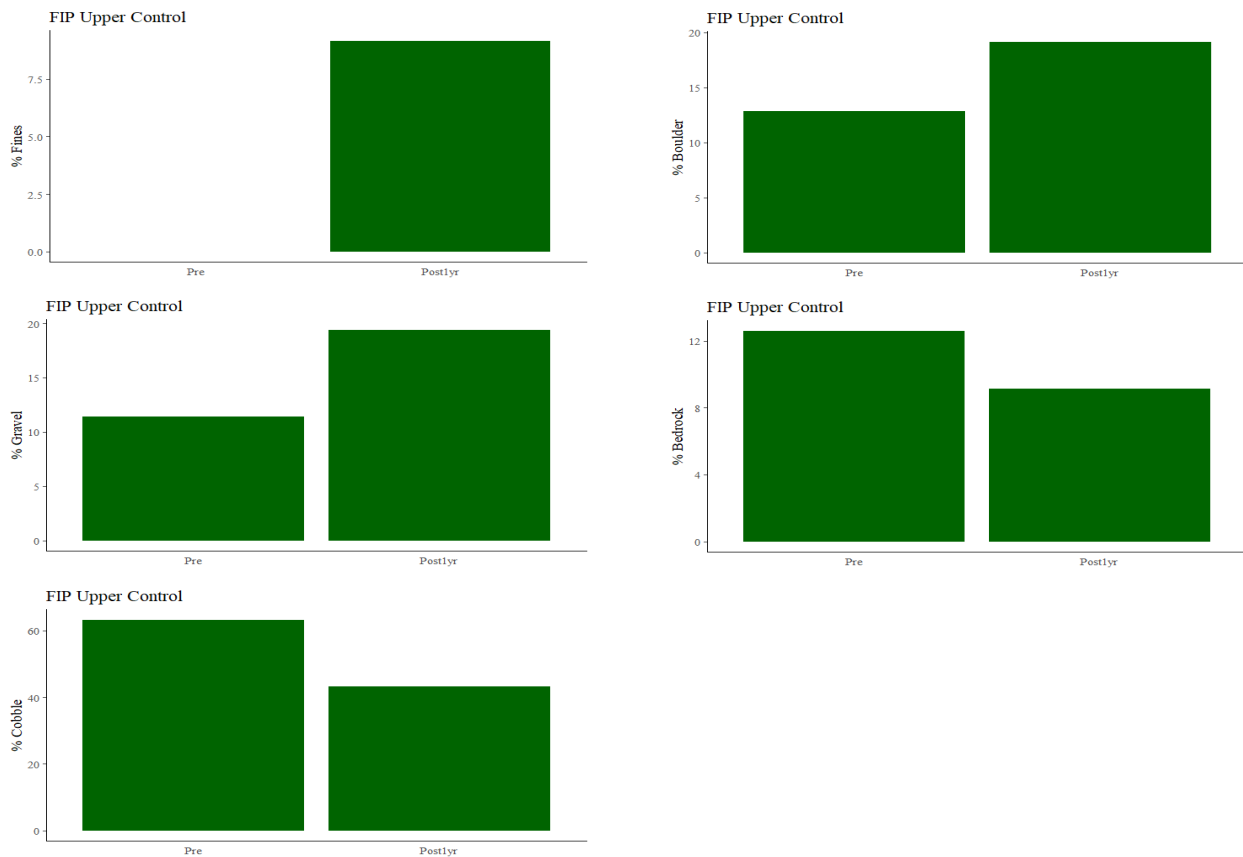 FIP Upper Control
% Fines
7.5
5.0
2.5
0.0
Pre Post1yr
FIP Upper Control
% Boulder
20
15
10
5
0
Pre Post1yr
FIP Upper Control
% Gravel
20
15
10
5
0
Pre Post1yr
FIP Upper Control
% Bedrock
12
8
4
0
Pre Post1yr
FIP Upper Control
% Cobble
60
40
20
0
Pre Post1yr